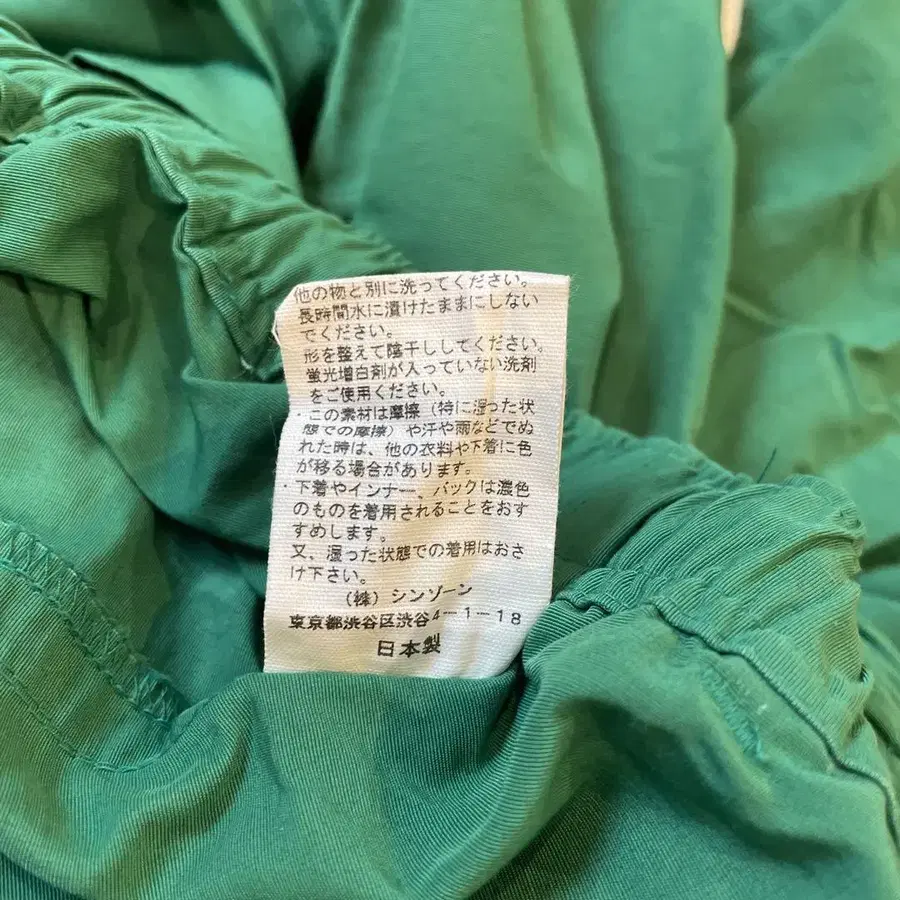 他の物と別に洗ってください。
長時間水に漬けたままにしない
でください。
形を整えて陰干ししてください。
蛍光増白剤が入っていない洗剤
をご使用ください。
・この素材は摩擦（特に湿った状
態での摩擦）や汗や雨などでぬ
れた時は、他の衣料や下着に色
が移る場合があります。
・下着やインナー、バックは濃色
のものを着用されることをおす
すめします。
又、湿った状態での着用はおさ
け下さい。
（株）シンゾーン
東京都渋谷区渋谷4-1-18
日本製